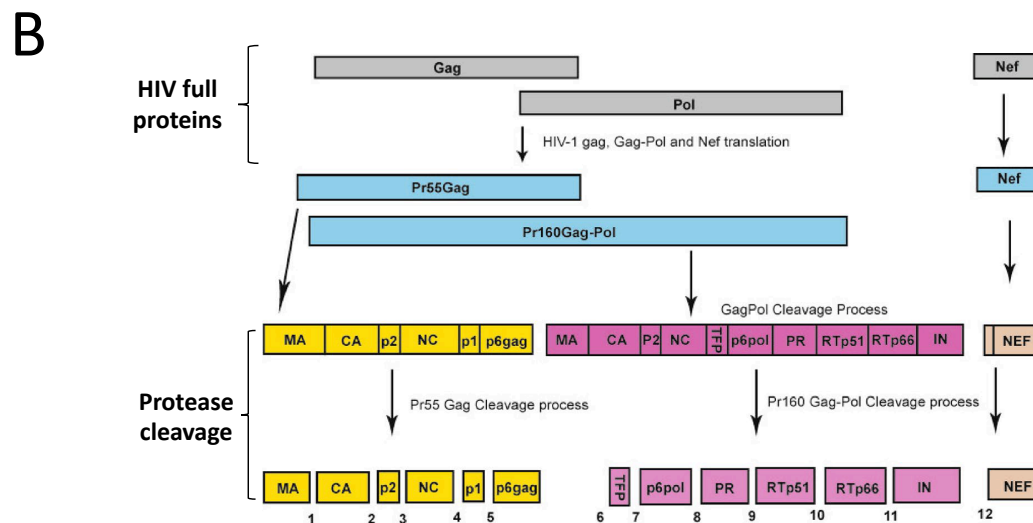 B
HIV full
proteins
Gag
Nef
Pol
HIV-1 gag, Gag-Pol and Nef translation
Pr55Gag
Nef
Pr160Gag-Pol
GagPol Cleavage Process
MA CA p2 NC p1 p6gag MA CA P2 NC TFP p6pol PR RTp51 RTp66 IN NEF
Protease
cleavage
Pr55 Gag Cleavage process
Pr160 Gag-Pol Cleavage process
MA CA p2 NC p1 p6gag TFP p6pol PR RTp51 RTp66 IN NEF
1 2 3 4 5 6 7 8 9 10 11 12